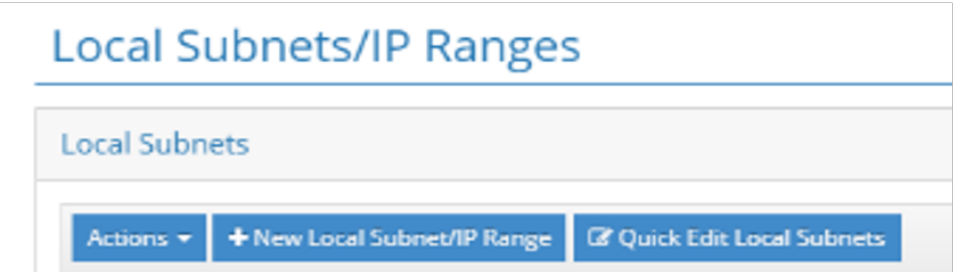 Local Subnets/IP Ranges
Local Subnets
Actions New Local Subnet/IP Range Quick Edit Local Subnets